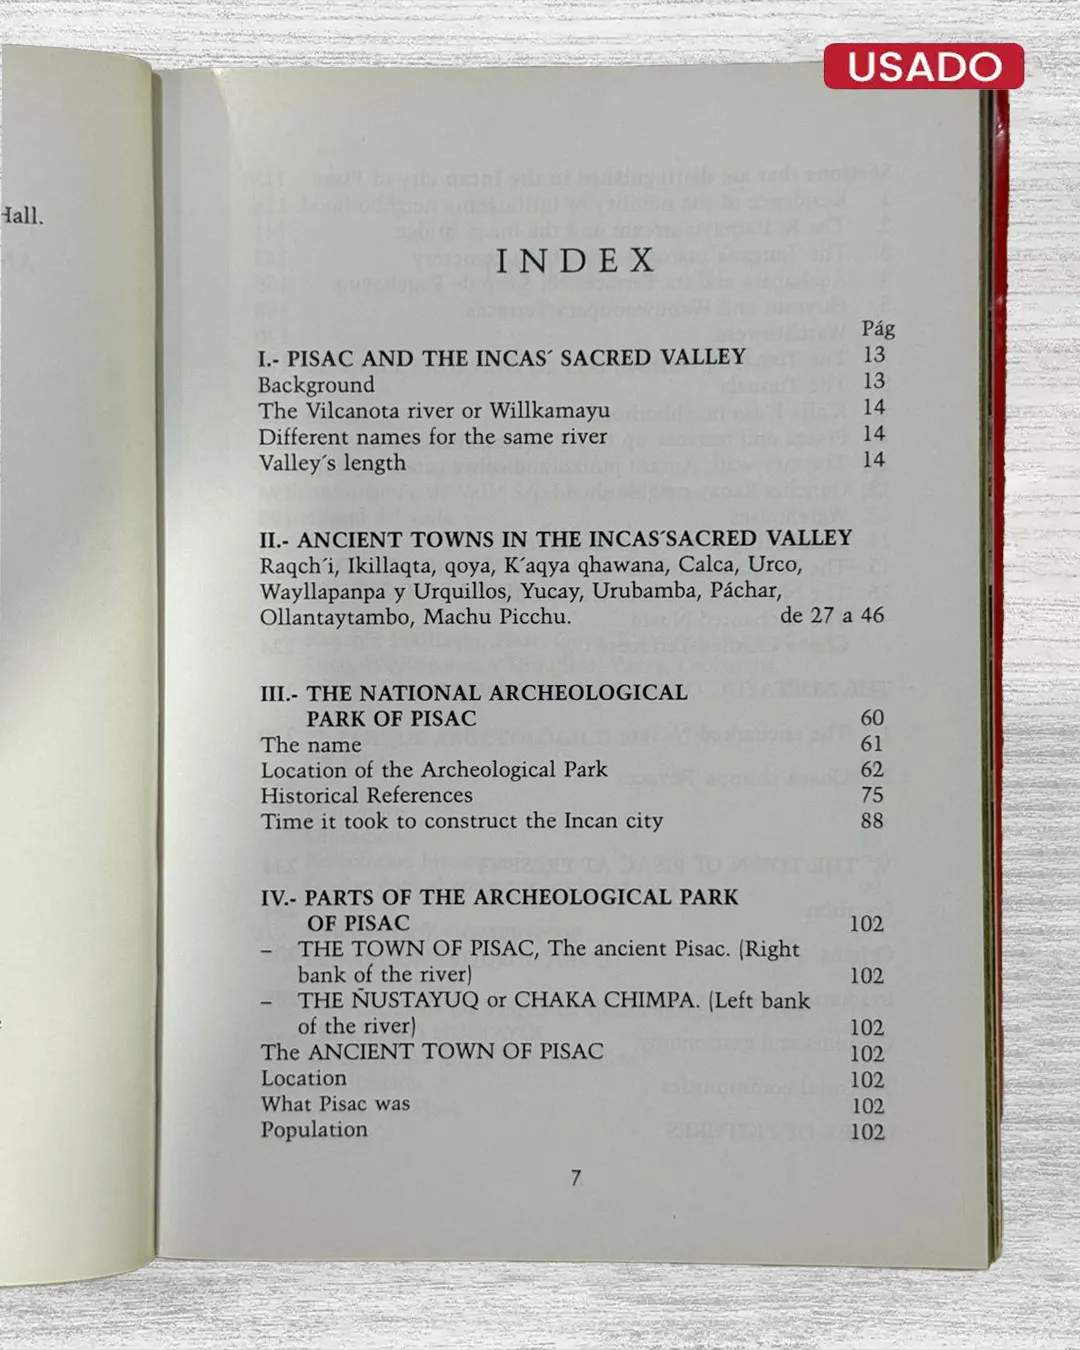 USADO
Hall.
INDEX
Pág
I.- PISAC AND THE INCAS´ SACRED VALLEY 13
Background 13
The Vilcanota river or Willkamayu 14
Different names for the same river 14
Valley´s length 14
II.- ANCIENT TOWNS IN THE INCAS´SACRED VALLEY
Raqch´i, Ikillaqta, qoya, K´aqya qhawana, Calca, Urco,
Wayllapanpa y Urquillos, Yucay, Urubamba, Páchar,
Ollantaytambo, Machu Picchu. de 27 a 46
III.- THE NATIONAL ARCHEOLOGICAL
PARK OF PISAC 60
The name 61
Location of the Archeological Park 62
Historical References 75
Time it took to construct the Incan city 88
IV.- PARTS OF THE ARCHEOLOGICAL PARK
OF PISAC 102
– THE TOWN OF PISAC, The ancient Pisac. (Right
bank of the river) 102
– THE ÑUSTAYUQ or CHAKA CHIMPA. (Left bank
of the river) 102
The ANCIENT TOWN OF PISAC 102
Location 102
What Pisac was 102
Population 102
7